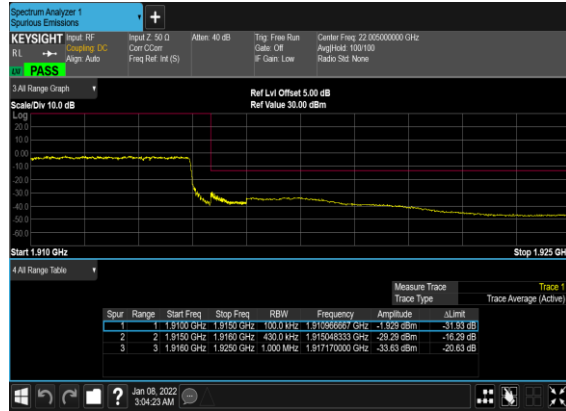 Spectrum Analyzer 1
Spurious Emissions
+
KEYSIGHT Input: RF Input Z: 50 Ω Atten: 40 dB Trig: Free Run Center Freq: 22.005000000 GHz
RL Coupling: DC Corr CCorr Gate: Off Avg|Hold: 100/100
Align: Auto Freq Ref: Int (S) IF Gain: Low Radio Std: None
LW PASS
3 All Range Graph
Ref Lvl Offset 5.00 dB
Scale/Div 10.0 dB Ref Value 30.00 dBm
Log
20.0
10.0
0.00
-10.0
-20.0
-30.0
-40.0
-50.0
-60.0
Start 1.910 GHz Stop 1.925 GH
4 All Range Table
Measure Trace Trace 1
Trace Type Trace Average (Active)
Spur Range Start Freq Stop Freq RBW Frequency Amplitude ΔLimit
1 1 1.9100 GHz 1.9150 GHz 100.0 kHz 1.910966667 GHz -1.929 dBm -31.93 dB
2 2 1.9150 GHz 1.9160 GHz 430.0 kHz 1.915048333 GHz -29.29 dBm -16.29 dB
3 3 1.9160 GHz 1.9250 GHz 1.000 MHz 1.917170000 GHz -33.63 dBm -20.63 dB
? Jan 08, 2022
3:04:23 AM